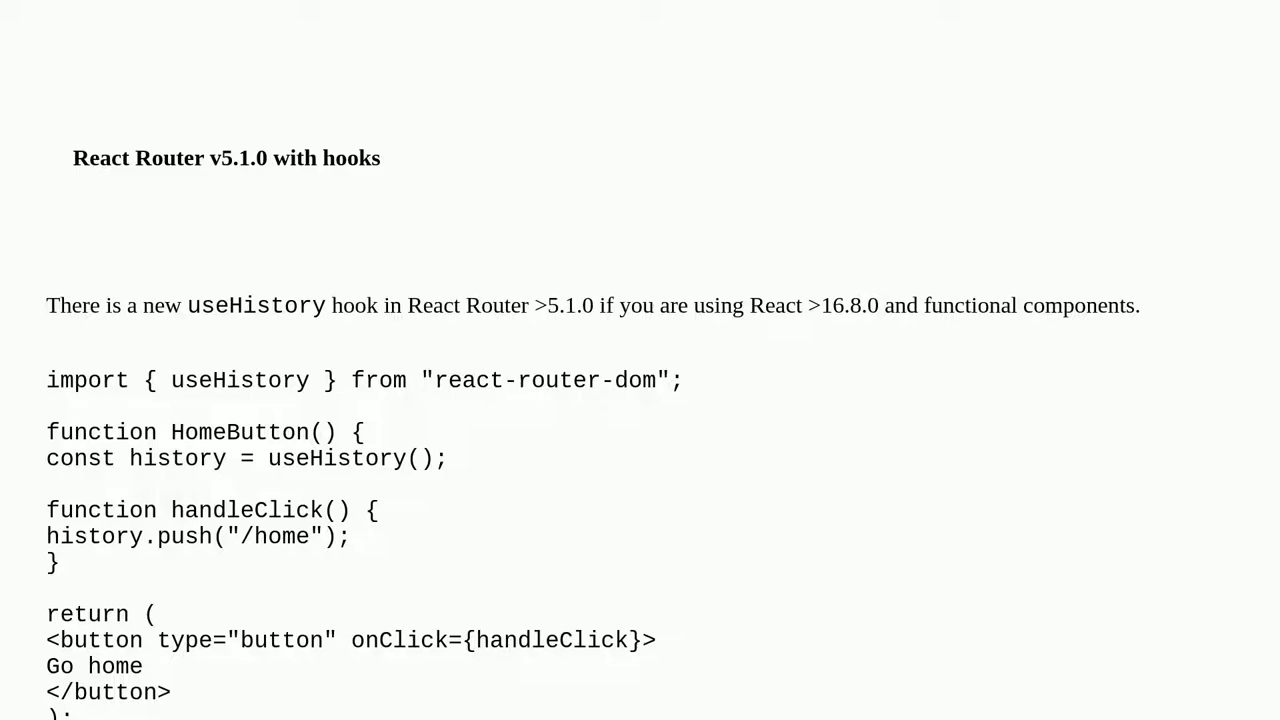 React Router v5.1.0 with hooks
There is a new useHistory hook in React Router >5.1.0 if you are using React >16.8.0 and functional components.
import { useHistory } from "react-router-dom";
function HomeButton() {
const history = useHistory();
function handleClick() {
history.push("/home");
}
return (
<button type="button" onClick={handleClick}>
Go home
</button>
);